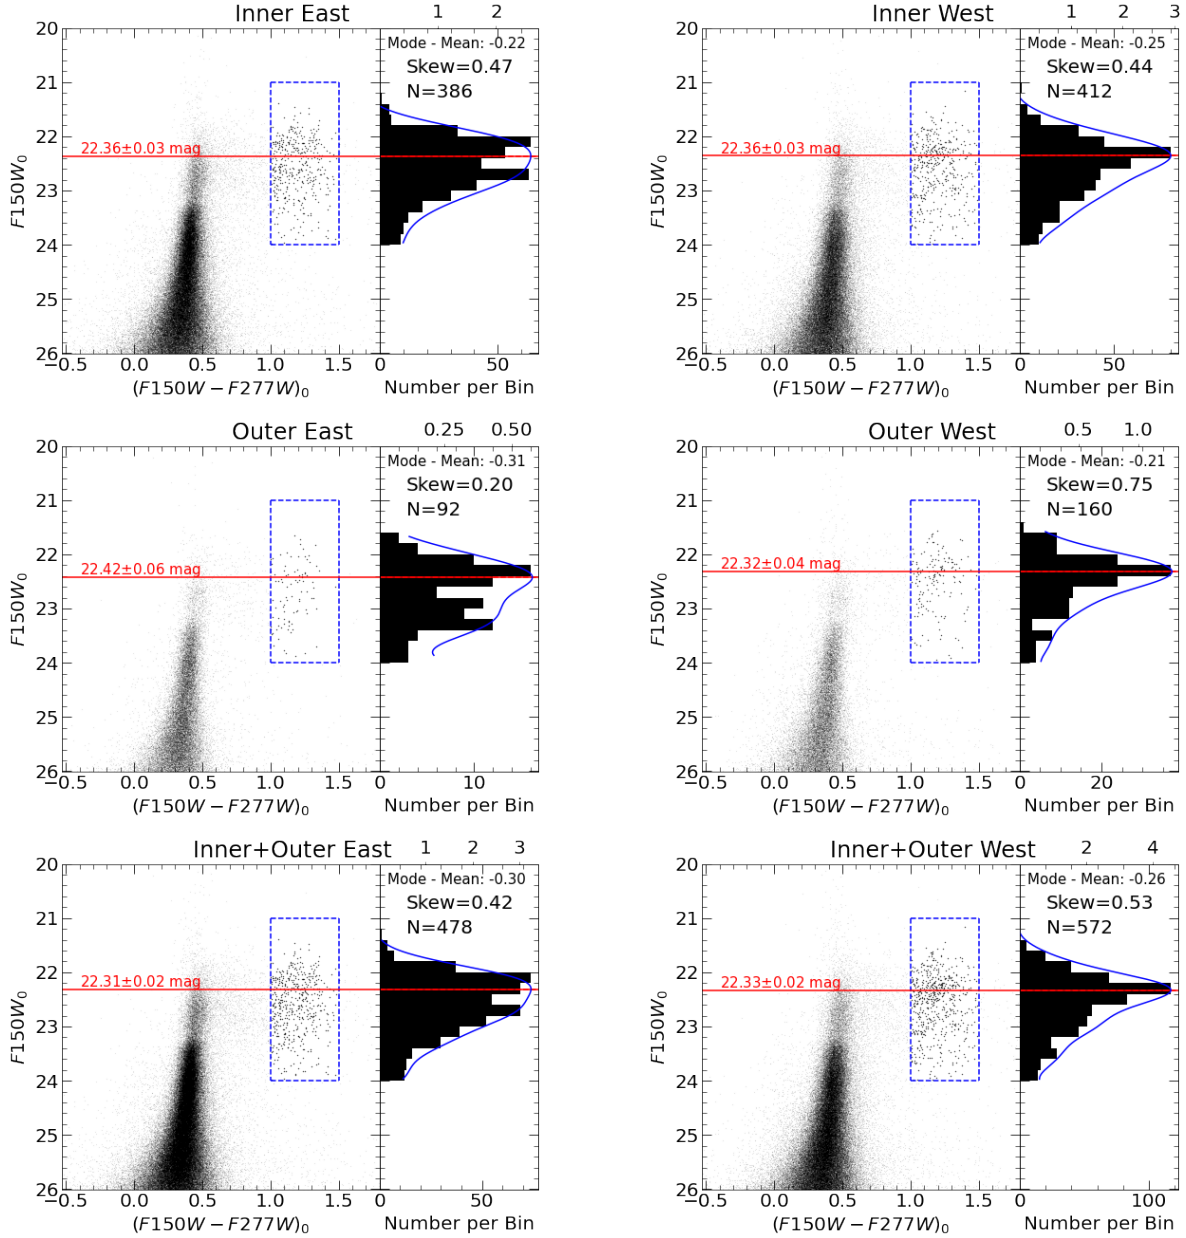 Inner East
1 2
20
21
22
23
24
25
26
F150W₀
22.36±0.03 mag
Mode - Mean: -0.22
Skew=0.47
N=386
−0.5 0.0 0.5 1.0 1.5 0 50
(F150W − F277W)₀
Number per Bin
Inner West
1 2 3
20
21
22
23
24
25
26
F150W₀
22.36±0.03 mag
Mode - Mean: -0.25
Skew=0.44
N=412
−0.5 0.0 0.5 1.0 1.5 0 50
(F150W − F277W)₀
Number per Bin
Outer East
0.25 0.50
20
21
22
23
24
25
26
F150W₀
22.42±0.06 mag
Mode - Mean: -0.31
Skew=0.20
N=92
−0.5 0.0 0.5 1.0 1.5 0 10
(F150W − F277W)₀
Number per Bin
Outer West
0.5 1.0
20
21
22
23
24
25
26
F150W₀
22.32±0.04 mag
Mode - Mean: -0.21
Skew=0.75
N=160
−0.5 0.0 0.5 1.0 1.5 0 20
(F150W − F277W)₀
Number per Bin
Inner+Outer East
1 2 3
20
21
22
23
24
25
26
F150W₀
22.31±0.02 mag
Mode - Mean: -0.30
Skew=0.42
N=478
−0.5 0.0 0.5 1.0 1.5 0 50
(F150W − F277W)₀
Number per Bin
Inner+Outer West
2 4
20
21
22
23
24
25
26
F150W₀
22.33±0.02 mag
Mode - Mean: -0.26
Skew=0.53
N=572
−0.5 0.0 0.5 1.0 1.5 0 100
(F150W − F277W)₀
Number per Bin